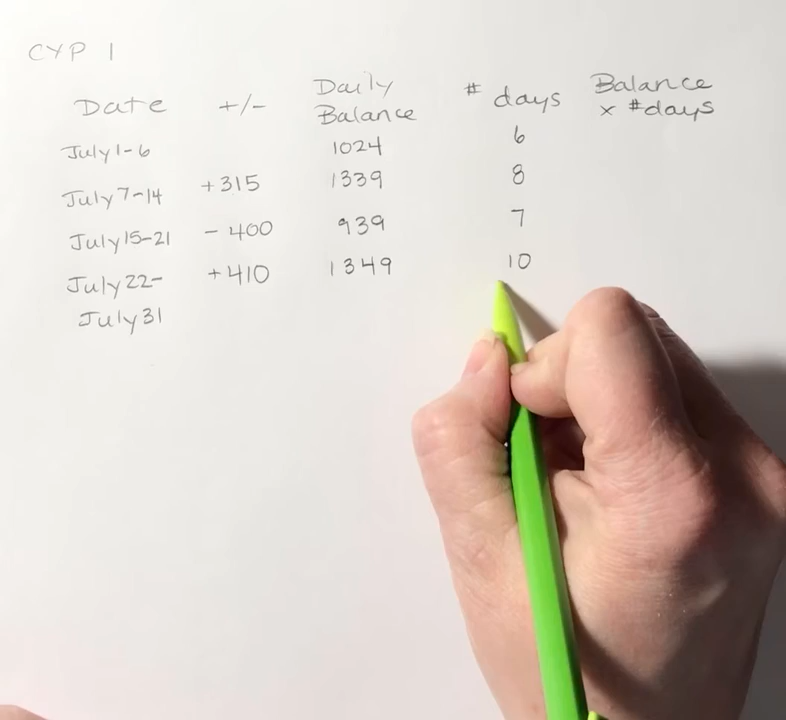 CYP 1
Date +/- Daily Balance # days Balance x #days
July 1-6 1024 6
July 7-14 +315 1339 8
July 15-21 - 400 939 7
July 22- +410 1349 10
July 31